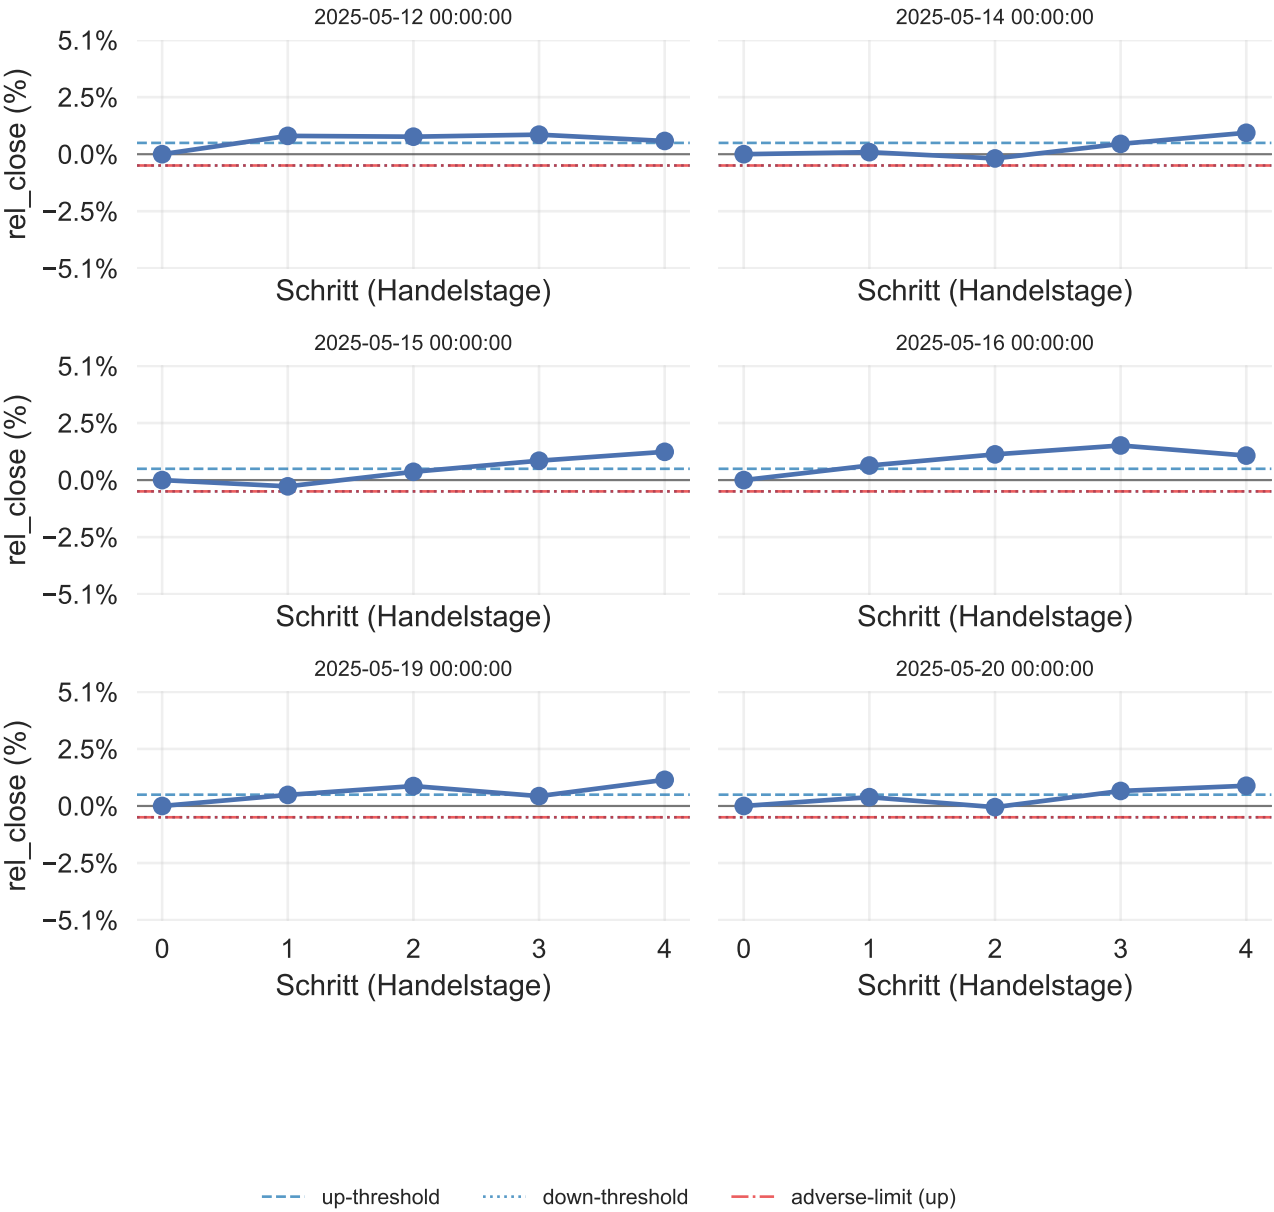 2025-05-12 00:00:00
2025-05-14 00:00:00
5.1%
2.5%
0.0%
−2.5%
−5.1%
rel_close (%)
Schritt (Handelstage)
Schritt (Handelstage)
2025-05-15 00:00:00
2025-05-16 00:00:00
5.1%
2.5%
0.0%
−2.5%
−5.1%
rel_close (%)
Schritt (Handelstage)
Schritt (Handelstage)
2025-05-19 00:00:00
2025-05-20 00:00:00
5.1%
2.5%
0.0%
−2.5%
−5.1%
rel_close (%)
0 1 2 3 4
0 1 2 3 4
Schritt (Handelstage)
Schritt (Handelstage)
up-threshold
down-threshold
adverse-limit (up)